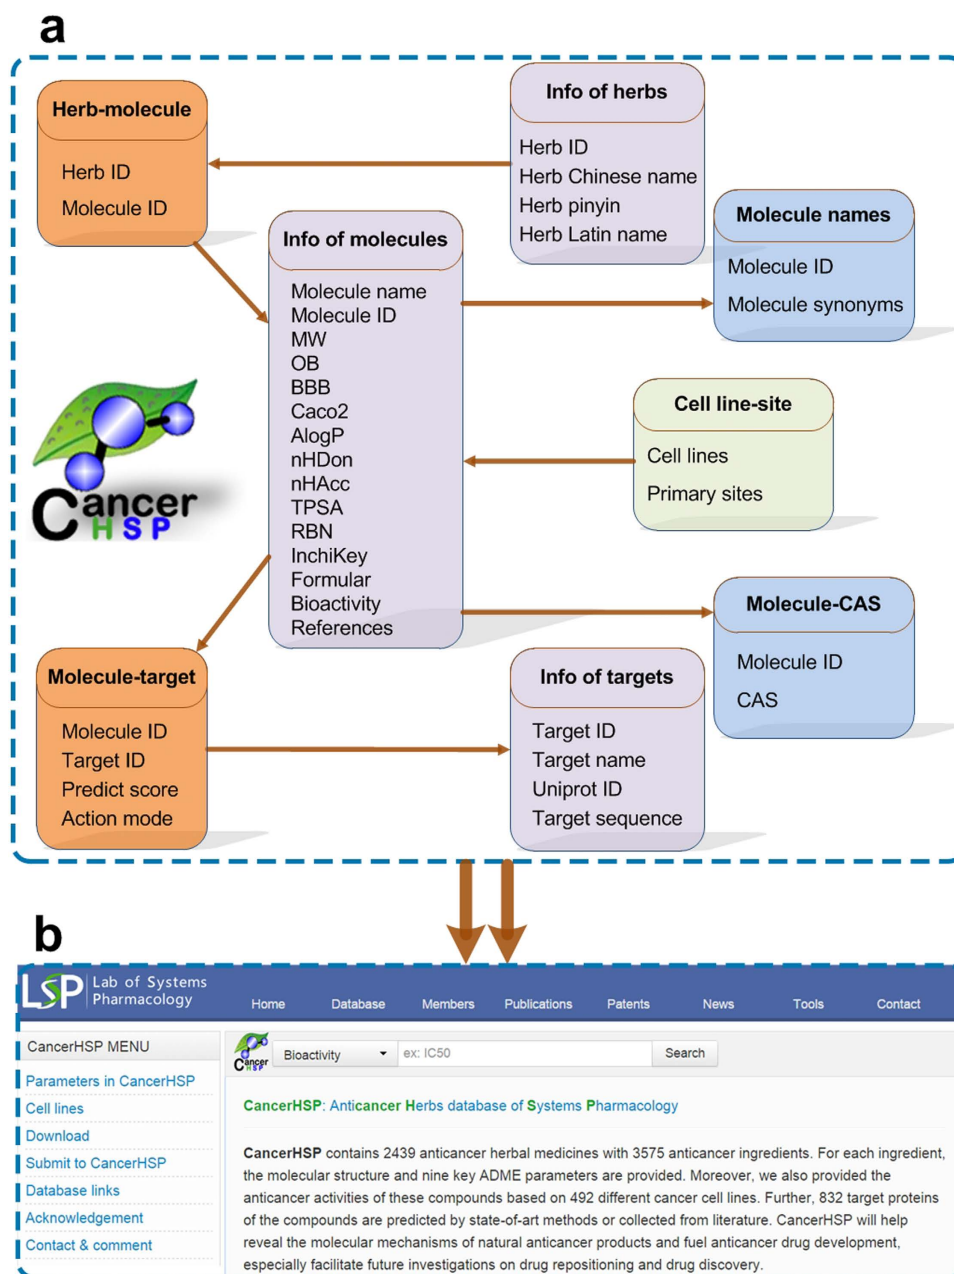 a
Herb-molecule
Herb ID
Molecule ID
Info of herbs
Herb ID
Herb Chinese name
Herb pinyin
Herb Latin name
Molecule names
Molecule ID
Molecule synonyms
Info of molecules
Molecule name
Molecule ID
MW
OB
BBB
Caco2
AlogP
nHDon
nHAcc
TPSA
RBN
InchiKey
Formular
Bioactivity
References
Cell line-site
Cell lines
Primary sites
Cancer
HSP
Molecule-CAS
Molecule ID
CAS
Molecule-target
Molecule ID
Target ID
Predict score
Action mode
Info of targets
Target ID
Target name
Uniprot ID
Target sequence
b
LSP Lab of Systems
Pharmacology
Home Database Members Publications Patents News Tools Contact
CancerHSP MENU
Parameters in CancerHSP
Cell lines
Download
Submit to CancerHSP
Database links
Acknowledgement
Contact & comment
Cancer
HSP
Bioactivity ex: IC50 Search
CancerHSP: Anticancer Herbs database of Systems Pharmacology
CancerHSP contains 2439 anticancer herbal medicines with 3575 anticancer ingredients. For each ingredient,
the molecular structure and nine key ADME parameters are provided. Moreover, we also provided the
anticancer activities of these compounds based on 492 different cancer cell lines. Further, 832 target proteins
of the compounds are predicted by state-of-art methods or collected from literature. CancerHSP will help
reveal the molecular mechanisms of natural anticancer products and fuel anticancer drug development,
especially facilitate future investigations on drug repositioning and drug discovery.